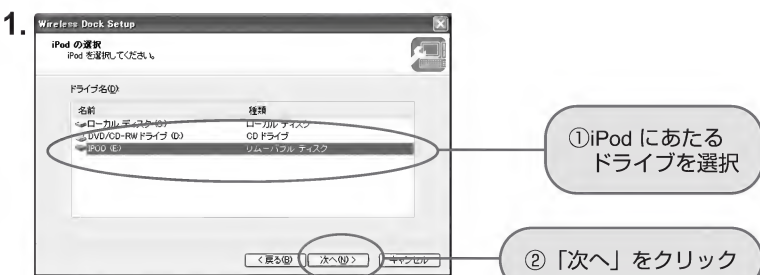 1.
Wireless Dock Setup
iPod の選択
iPod を選択してください。
ドライブ名(D):
名前 種類
ローカル ディスク (C) ローカル ディスク
DVD/CD-RWドライブ (D) CD ドライブ
IPOD (E) リムーバブル ディスク
①iPod にあたる
ドライブを選択
< 戻る(B) 次へ(N) > キャンセル
②「次へ」をクリック